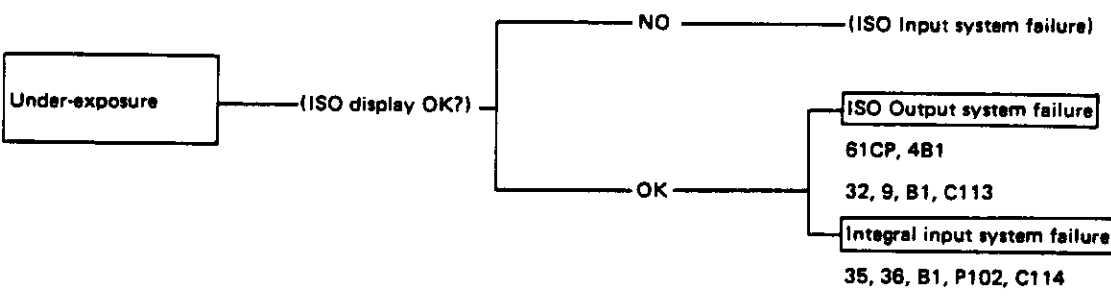 NO
(ISO Input system failure)
Under-exposure
(ISO display OK?)
ISO Output system failure
61CP, 4B1
32, 9, B1, C113
OK
Integral input system failure
35, 36, B1, P102, C114